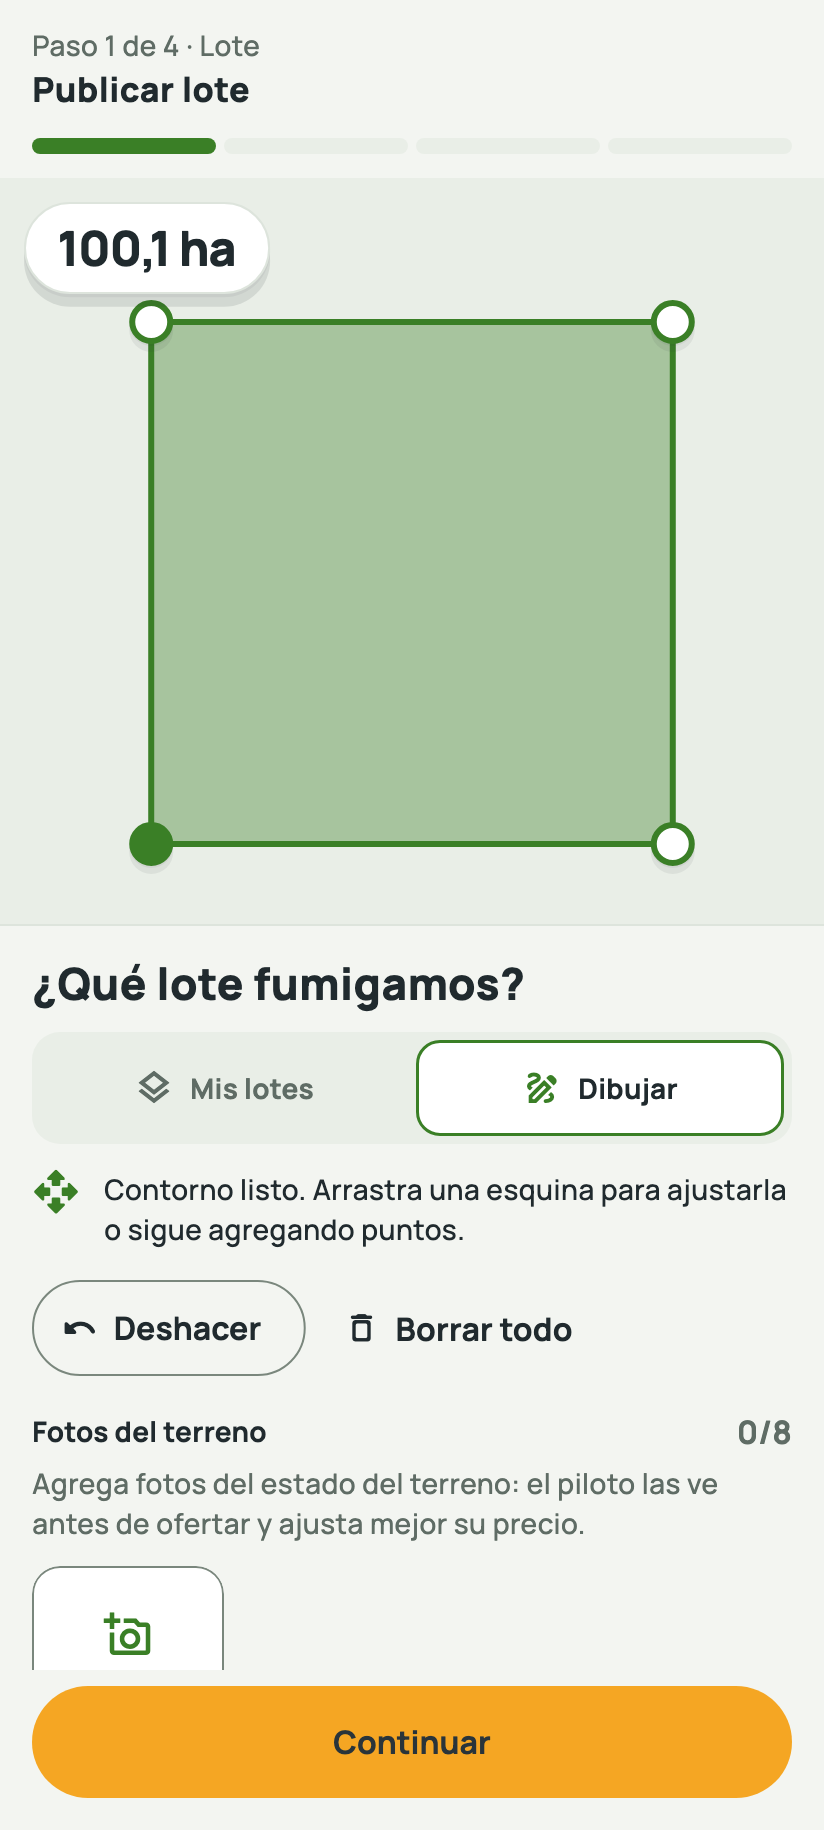 Paso 1 de 4 · Lote
Publicar lote
100,1 ha
¿Qué lote fumigamos?
Mis lotes
Dibujar
Contorno listo. Arrastra una esquina para ajustarla
o sigue agregando puntos.
Deshacer
Borrar todo
Fotos del terreno
0/8
Agrega fotos del estado del terreno: el piloto las ve
antes de ofertar y ajusta mejor su precio.
Continuar